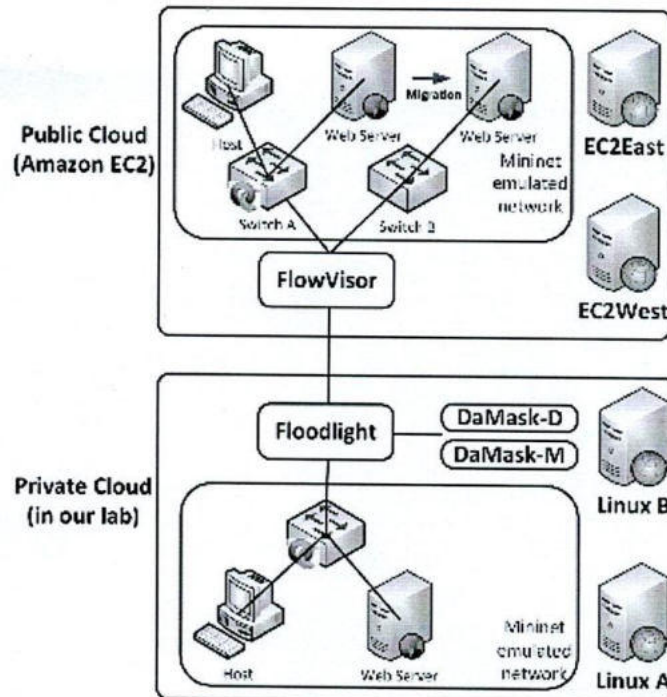 Public Cloud
(Amazon EC2)
Host
Web Server
Migration
Web Server
Switch A
Switch B
Mininet
emulated
network
EC2East
EC2West
FlowVisor
Private Cloud
(in our lab)
Floodlight
DaMask-D
DaMask-M
Linux B
Host
Web Server
Mininet
emulated
network
Linux A